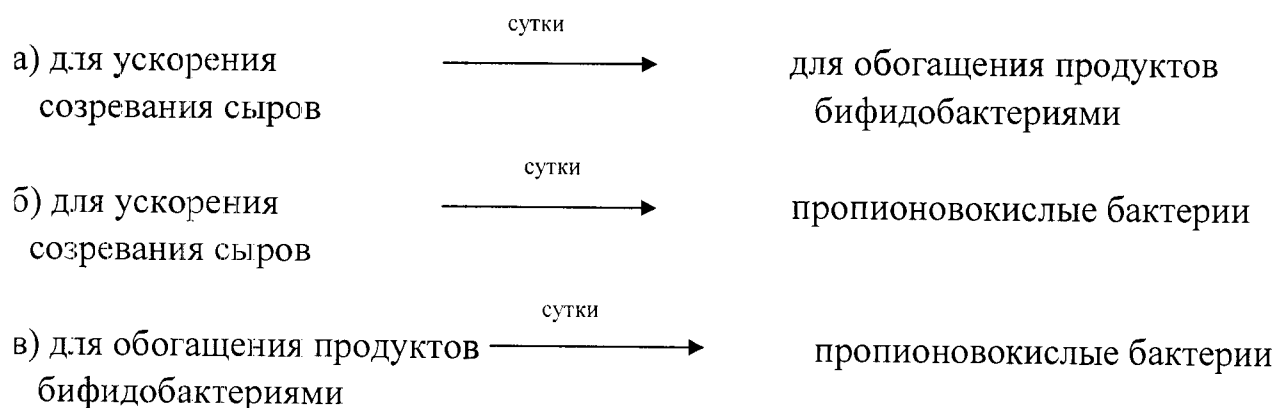 сутки
а) для ускорения для обогащения продуктов
созревания сыров бифидобактериями
сутки
б) для ускорения пропионовокислые бактерии
созревания сыров
сутки
в) для обогащения продуктов пропионовокислые бактерии
бифидобактериями